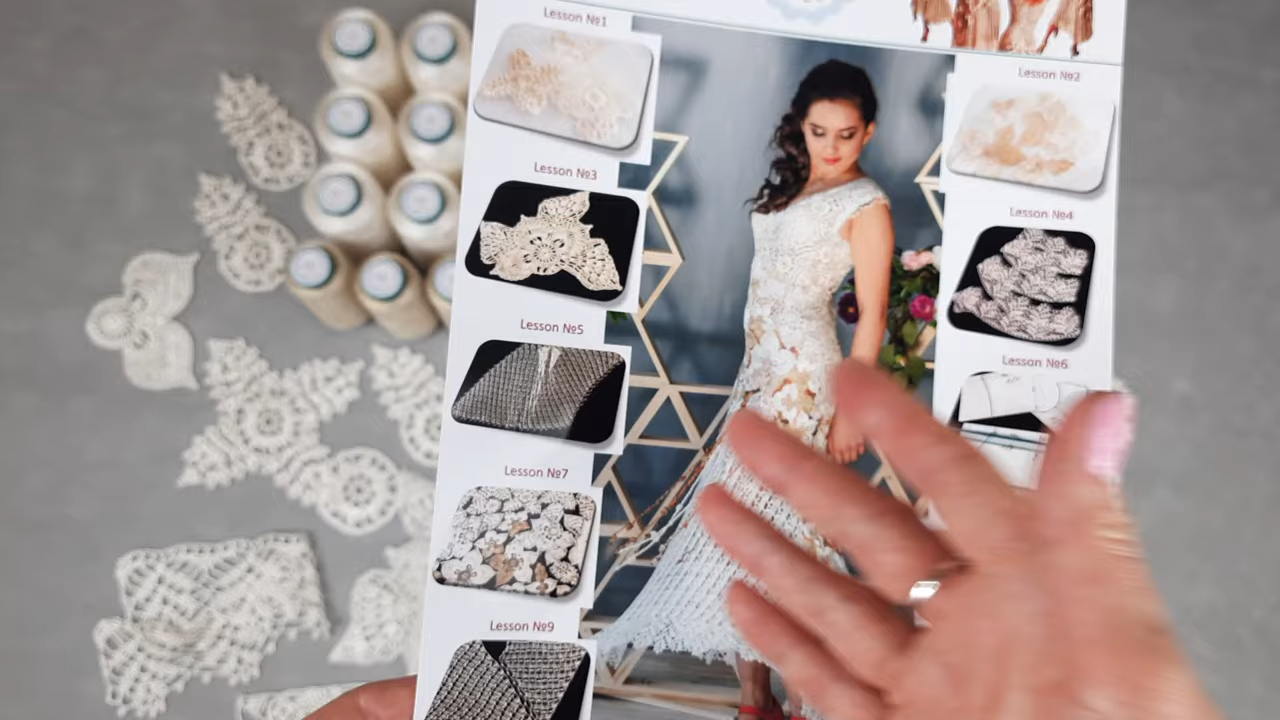 Lesson №1
Lesson №2
Lesson №3
Lesson №4
Lesson №5
Lesson №6
Lesson №7
Lesson №9